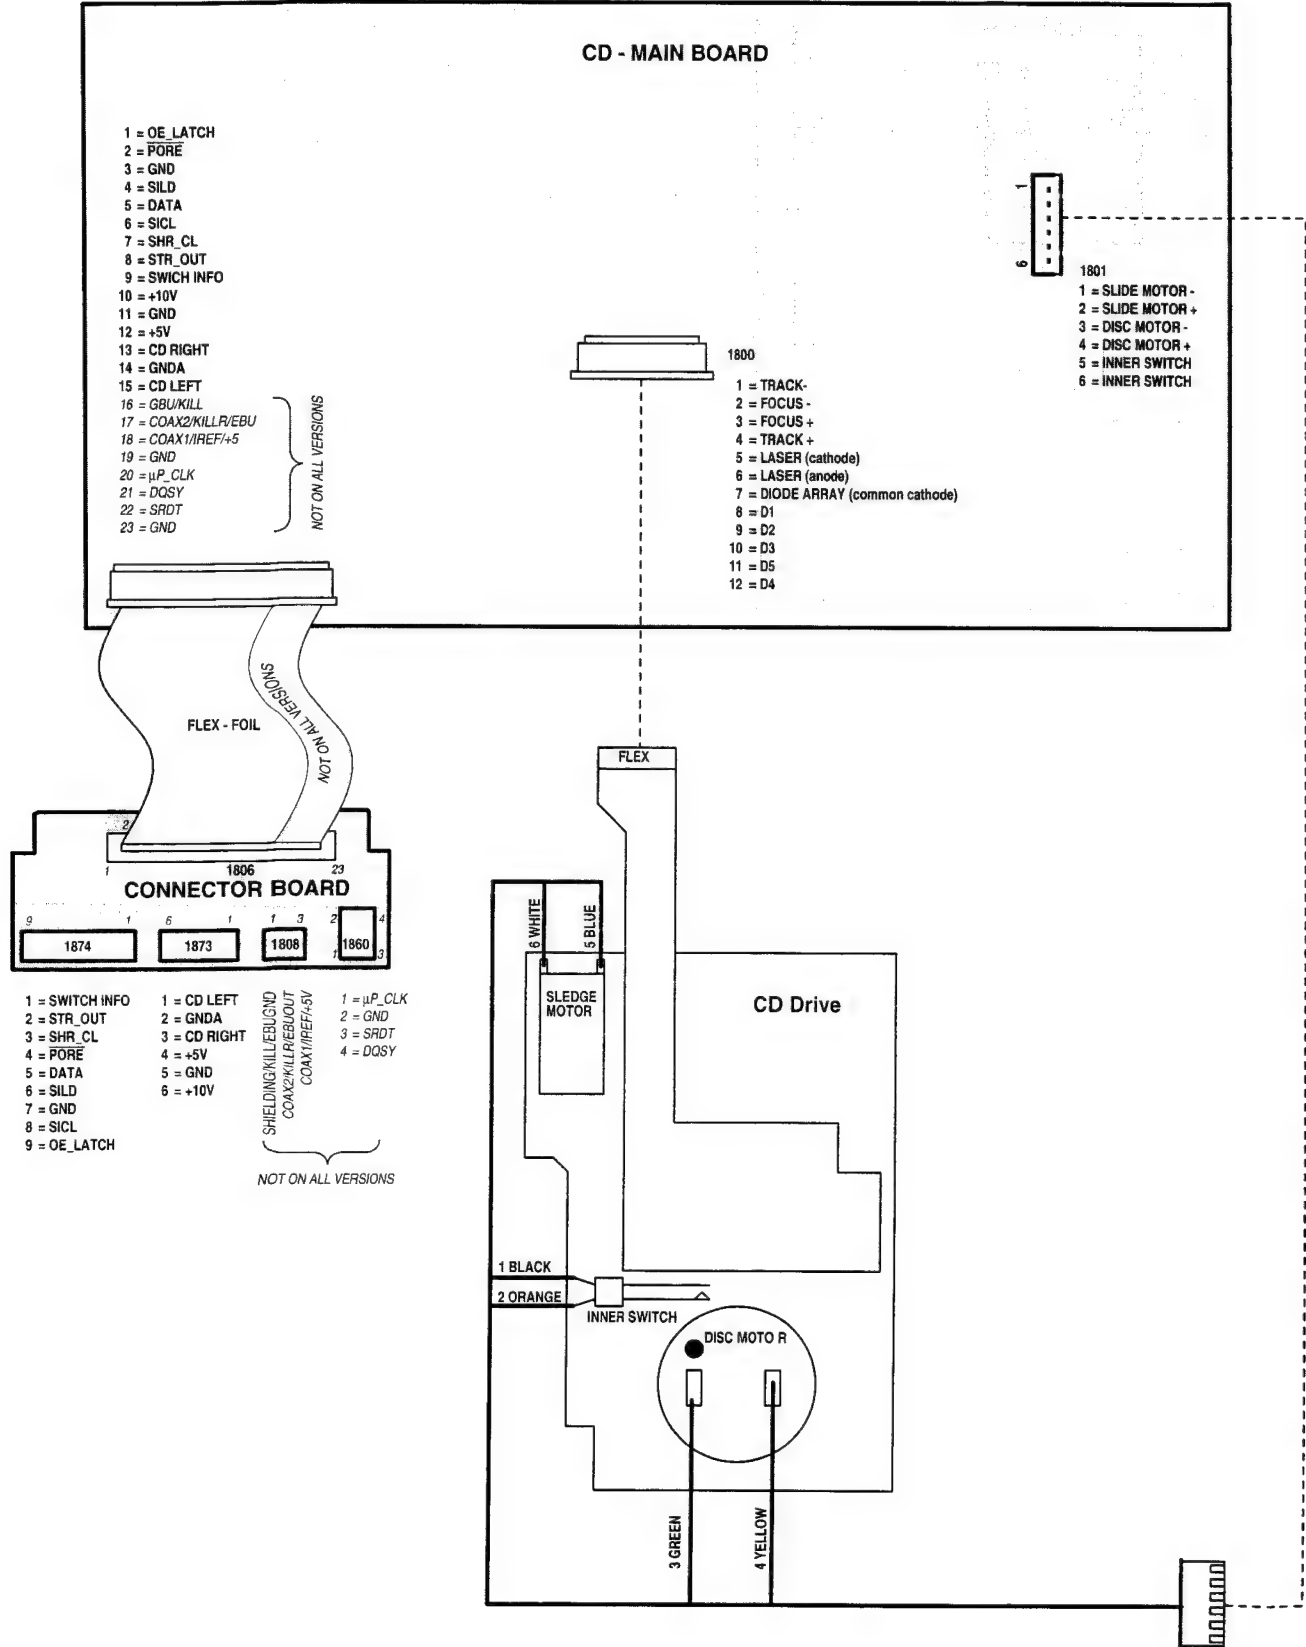 CD - MAIN BOARD
1 = OE_LATCH
2 = PORE
3 = GND
4 = SILD
5 = DATA
6 = SICL
7 = SHR_CL
8 = STR_OUT
9 = SWICH INFO
10 = +10V
11 = GND
12 = +5V
13 = CD RIGHT
14 = GNDA
15 = CD LEFT
16 = GBU/KILL
17 = COAX2/KILLR/EBU
18 = COAX1/IREF/+5
19 = GND
20 = µP_CLK
21 = DQSY
22 = SRDT
23 = GND
NOT ON ALL VERSIONS
1
6
1801
1 = SLIDE MOTOR -
2 = SLIDE MOTOR +
3 = DISC MOTOR -
4 = DISC MOTOR +
5 = INNER SWITCH
6 = INNER SWITCH
1800
1 = TRACK-
2 = FOCUS -
3 = FOCUS +
4 = TRACK +
5 = LASER (cathode)
6 = LASER (anode)
7 = DIODE ARRAY (common cathode)
8 = D1
9 = D2
10 = D3
11 = D5
12 = D4
FLEX - FOIL
NOT ON ALL VERSIONS
2
1
1806
23
CONNECTOR BOARD
9 1
6 1
1 3
2 4
1874
1873
1808
1860
1 3
1 = SWITCH INFO
2 = STR_OUT
3 = SHR_CL
4 = PORE
5 = DATA
6 = SILD
7 = GND
8 = SICL
9 = OE_LATCH
1 = CD LEFT
2 = GNDA
3 = CD RIGHT
4 = +5V
5 = GND
6 = +10V
SHIELDING/KILL/EBUGND
COAX2/KILLR/EBUOUT
COAX1/IREF/+5V
1 = µP_CLK
2 = GND
3 = SRDT
4 = DQSY
NOT ON ALL VERSIONS
FLEX
6 WHITE
5 BLUE
SLEDGE
MOTOR
CD Drive
1 BLACK
2 ORANGE
INNER SWITCH
DISC MOTO R
3 GREEN
4 YELLOW